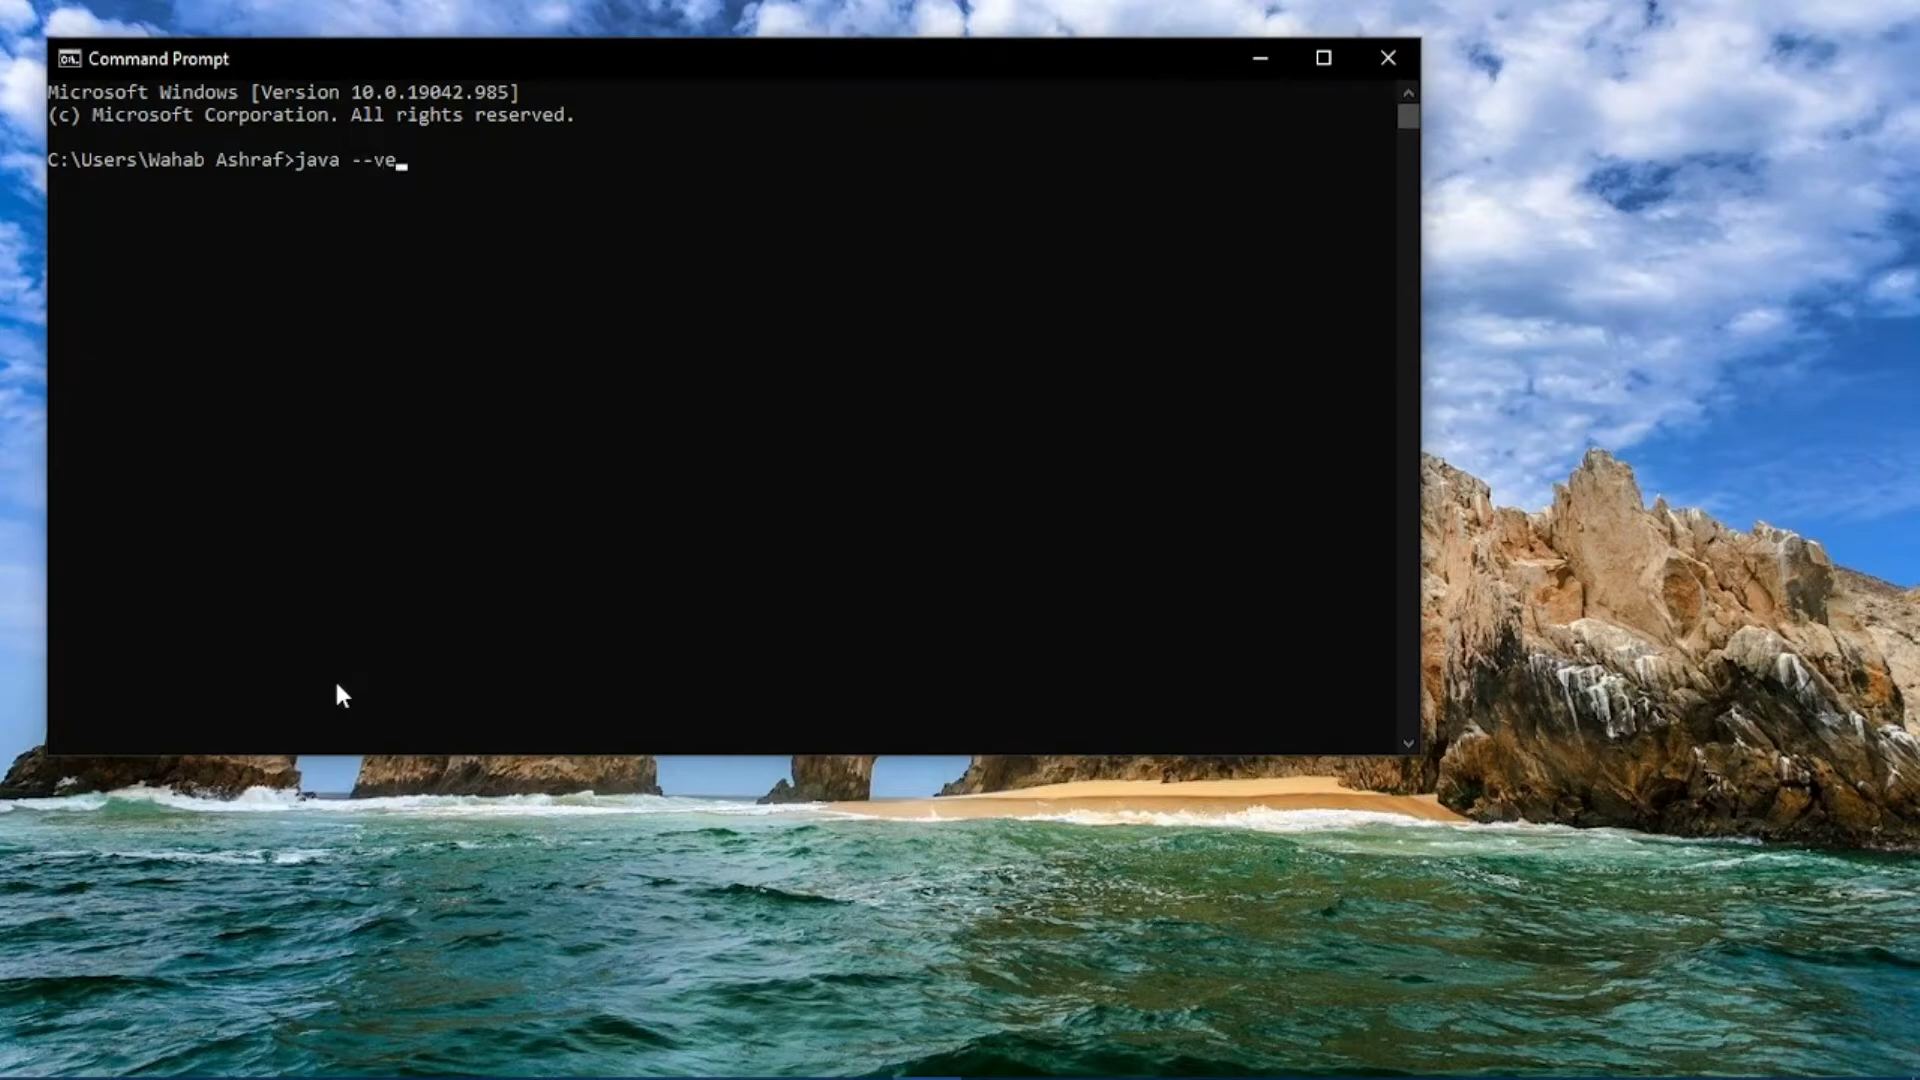 Command Prompt
Microsoft Windows [Version 10.0.19042.985]
(c) Microsoft Corporation. All rights reserved.
C:\Users\Wahab Ashraf>java --ve